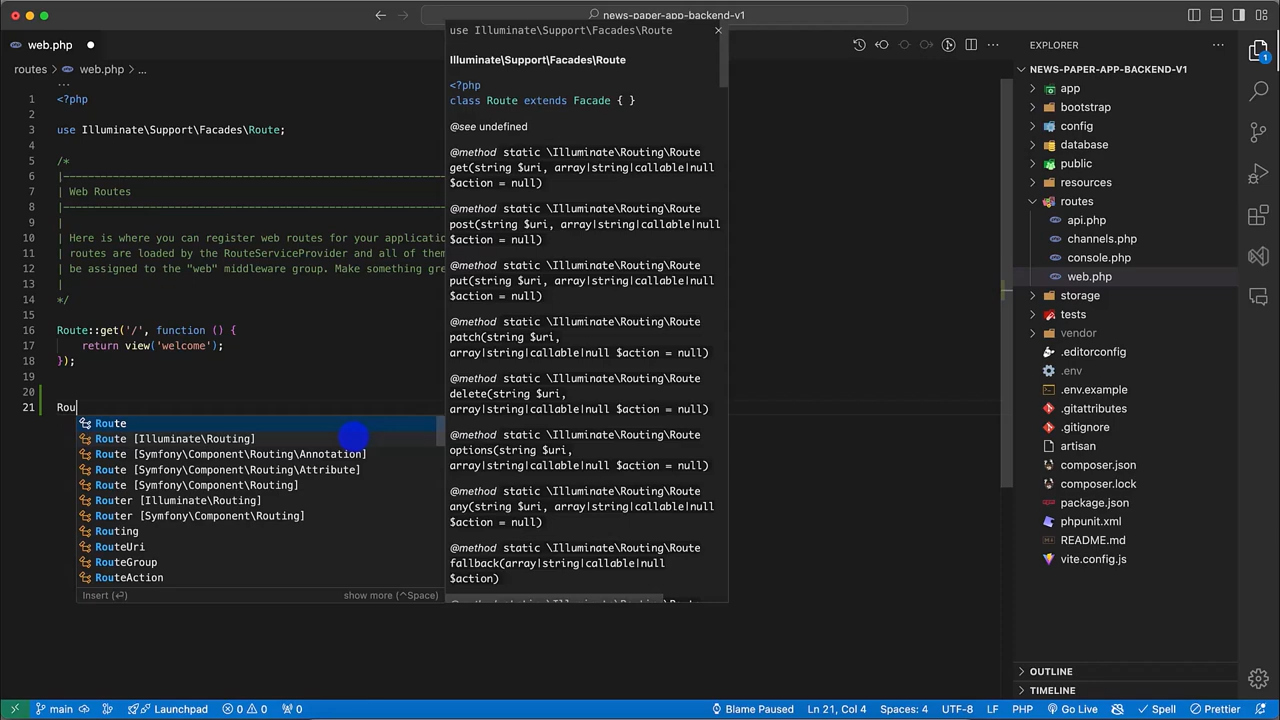 news-paper-app-backend-v1
web.php
routes > web.php > ...
...
1 <?php
2
3 use Illuminate\Support\Facades\Route;
4
5 /*
6 |--------------------------------------------------------------------------
7 | Web Routes
8 |--------------------------------------------------------------------------
9 |
10 | Here is where you can register web routes for your application
11 | routes are loaded by the RouteServiceProvider and all of them
12 | be assigned to the "web" middleware group. Make something gre
13 |
14 */
15
16 Route::get('/', function () {
17 return view('welcome');
18 });
19
20
21 Rou
Route
Route [Illuminate\Routing]
Route [Symfony\Component\Routing\Annotation]
Route [Symfony\Component\Routing\Attribute]
Route [Symfony\Component\Routing]
Router [Illuminate\Routing]
Router [Symfony\Component\Routing]
Routing
RouteUri
RouteGroup
RouteAction
Insert (⏎) show more (^Space)
use Illuminate\Support\Facades\Route
Illuminate\Support\Facades\Route
<?php
class Route extends Facade { }
@see undefined
@method static \Illuminate\Routing\Route
get(string $uri, array|string|callable|null
$action = null)
@method static \Illuminate\Routing\Route
post(string $uri, array|string|callable|null
$action = null)
@method static \Illuminate\Routing\Route
put(string $uri, array|string|callable|null
$action = null)
@method static \Illuminate\Routing\Route
patch(string $uri,
array|string|callable|null $action = null)
@method static \Illuminate\Routing\Route
delete(string $uri,
array|string|callable|null $action = null)
@method static \Illuminate\Routing\Route
options(string $uri,
array|string|callable|null $action = null)
@method static \Illuminate\Routing\Route
any(string $uri, array|string|callable|null
$action = null)
@method static \Illuminate\Routing\Route
fallback(array|string|callable|null
$action)
EXPLORER
NEWS-PAPER-APP-BACKEND-V1
app
bootstrap
config
database
public
resources
routes
api.php
channels.php
console.php
web.php
storage
tests
vendor
.editorconfig
.env
.env.example
.gitattributes
.gitignore
artisan
composer.json
composer.lock
package.json
phpunit.xml
README.md
vite.config.js
OUTLINE
TIMELINE
1
main Launchpad 0 0 0 Blame Paused Ln 21, Col 4 Spaces: 4 UTF-8 LF PHP Go Live Spell Prettier